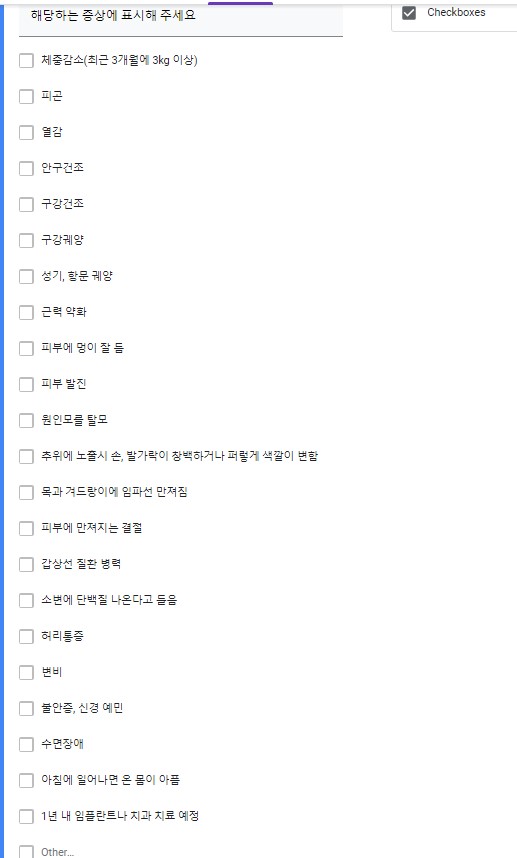 해당하는 증상에 표시해 주세요
Checkboxes
체중감소(최근 3개월에 3kg 이상)
피곤
열감
안구건조
구강건조
구강궤양
성기, 항문 궤양
근력 약화
피부에 멍이 잘 듬
피부 발진
원인모를 탈모
추위에 노출시 손, 발가락이 창백하거나 퍼렇게 색깔이 변함
목과 겨드랑이에 임파선 만져짐
피부에 만져지는 결절
갑상선 질환 병력
소변에 단백질 나온다고 들음
허리통증
변비
불안증, 신경 예민
수면장애
아침에 일어나면 온 몸이 아픔
1년 내 임플란트나 치과 치료 예정
Other...